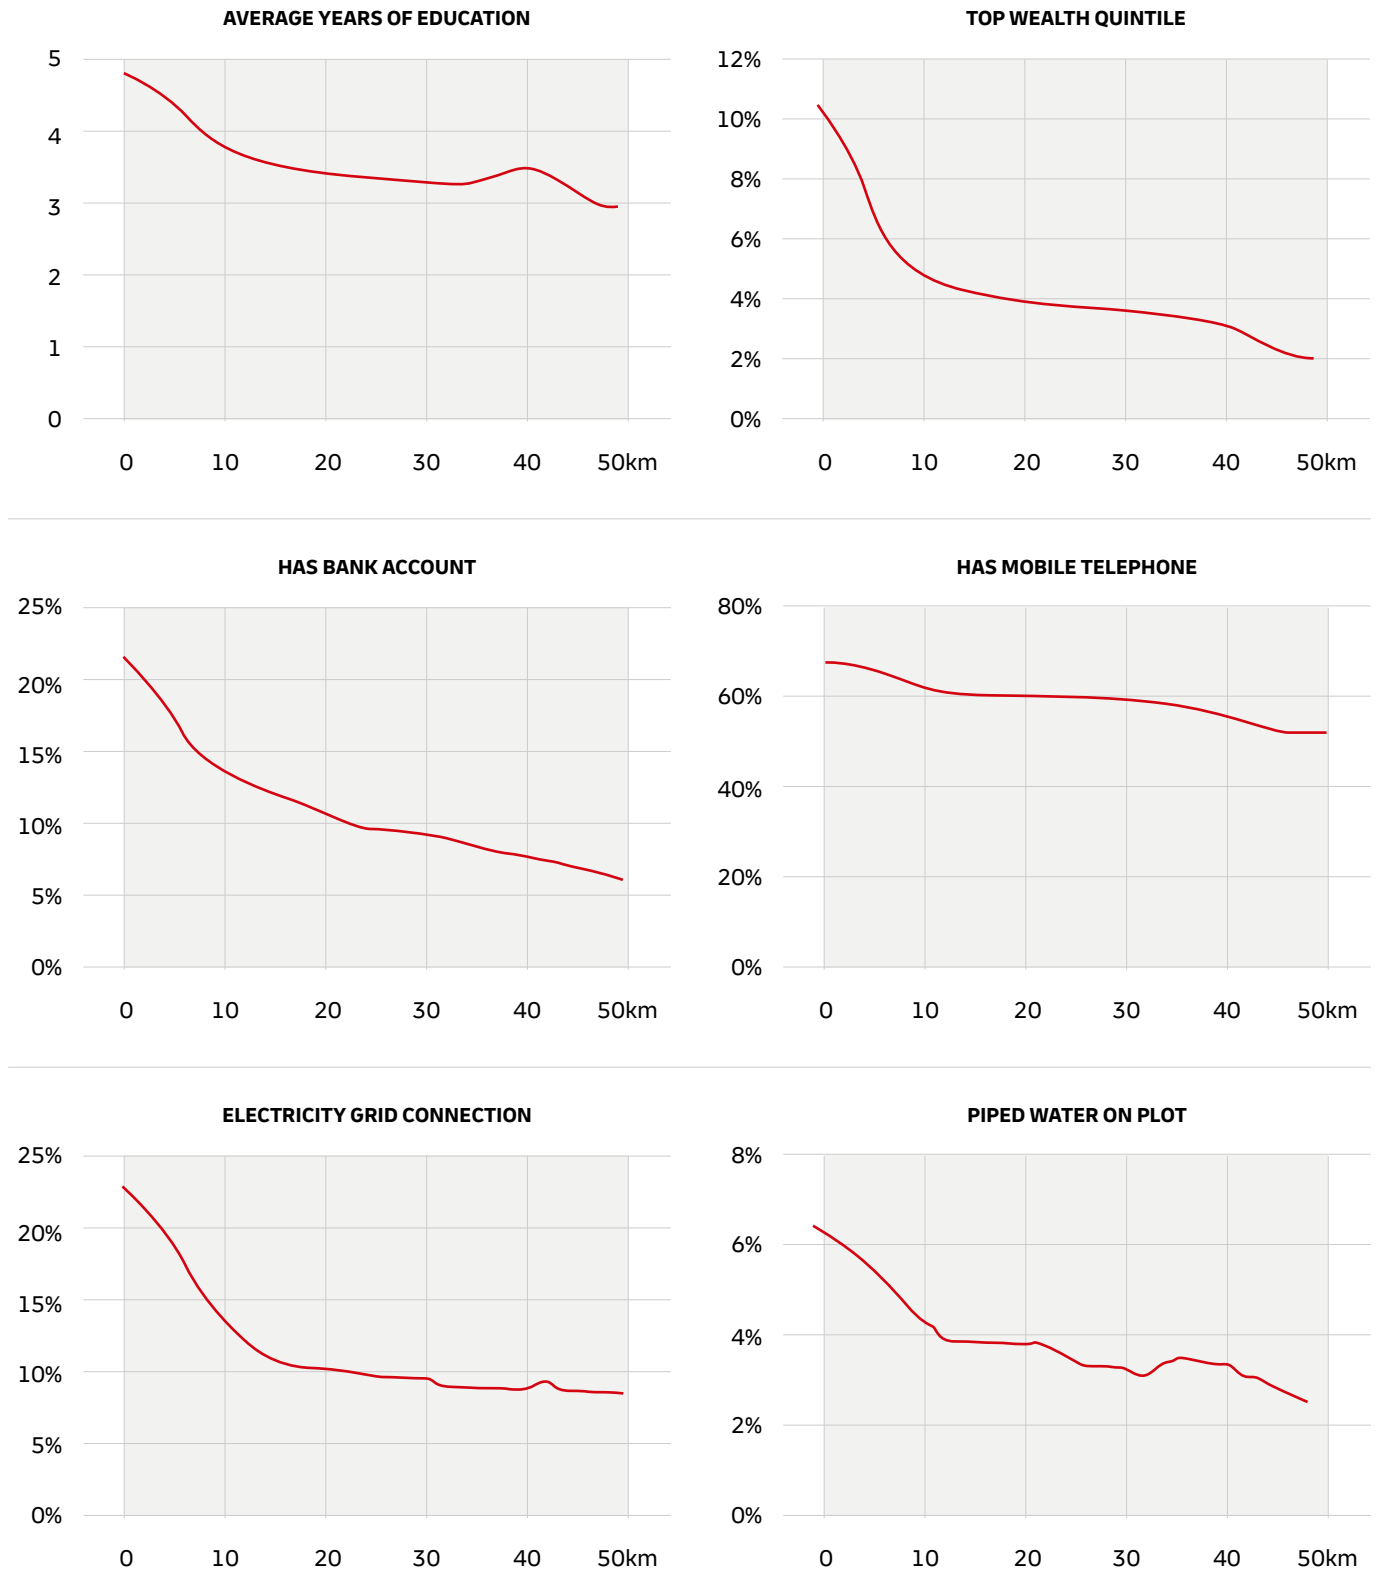 AVERAGE YEARS OF EDUCATION
5
4
3
2
1
0
0 10 20 30 40 50km
TOP WEALTH QUINTILE
12%
10%
8%
6%
4%
2%
0%
0 10 20 30 40 50km
HAS BANK ACCOUNT
25%
20%
15%
10%
5%
0%
0 10 20 30 40 50km
HAS MOBILE TELEPHONE
80%
60%
40%
20%
0%
0 10 20 30 40 50km
ELECTRICITY GRID CONNECTION
25%
20%
15%
10%
5%
0%
0 10 20 30 40 50km
PIPED WATER ON PLOT
8%
6%
4%
2%
0%
0 10 20 30 40 50km